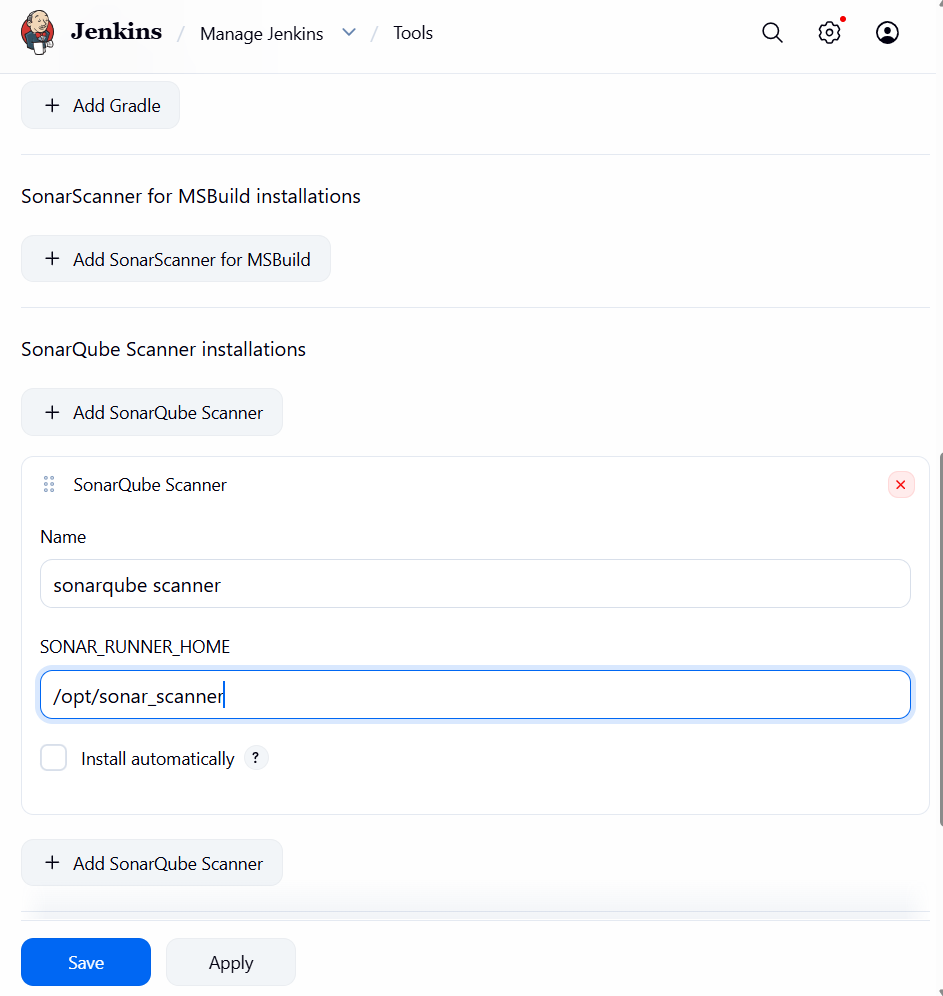 Jenkins / Manage Jenkins / Tools
+ Add Gradle
SonarScanner for MSBuild installations
+ Add SonarScanner for MSBuild
SonarQube Scanner installations
+ Add SonarQube Scanner
SonarQube Scanner
Name
sonarqube scanner
SONAR_RUNNER_HOME
/opt/sonar_scanner
Install automatically ?
+ Add SonarQube Scanner
Save Apply